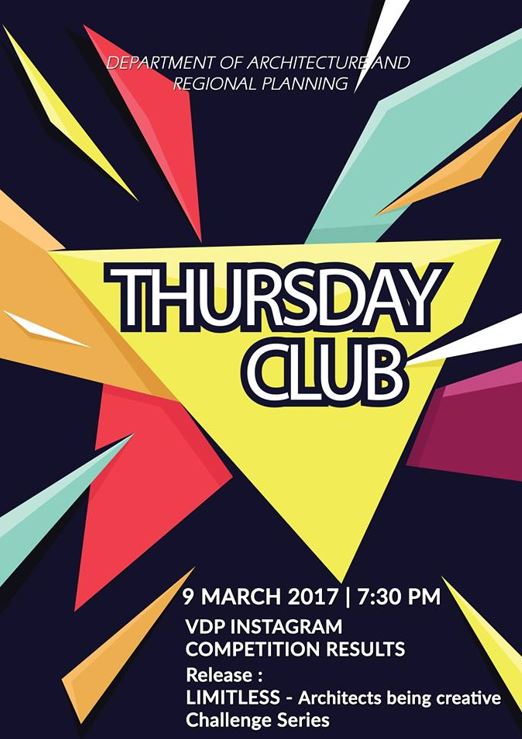 DEPARTMENT OF ARCHITECTURE AND
REGIONAL PLANNING
THURSDAY
CLUB
9 MARCH 2017 | 7:30 PM
VDP INSTAGRAM
COMPETITION RESULTS
Release :
LIMITLESS - Architects being creative
Challenge Series